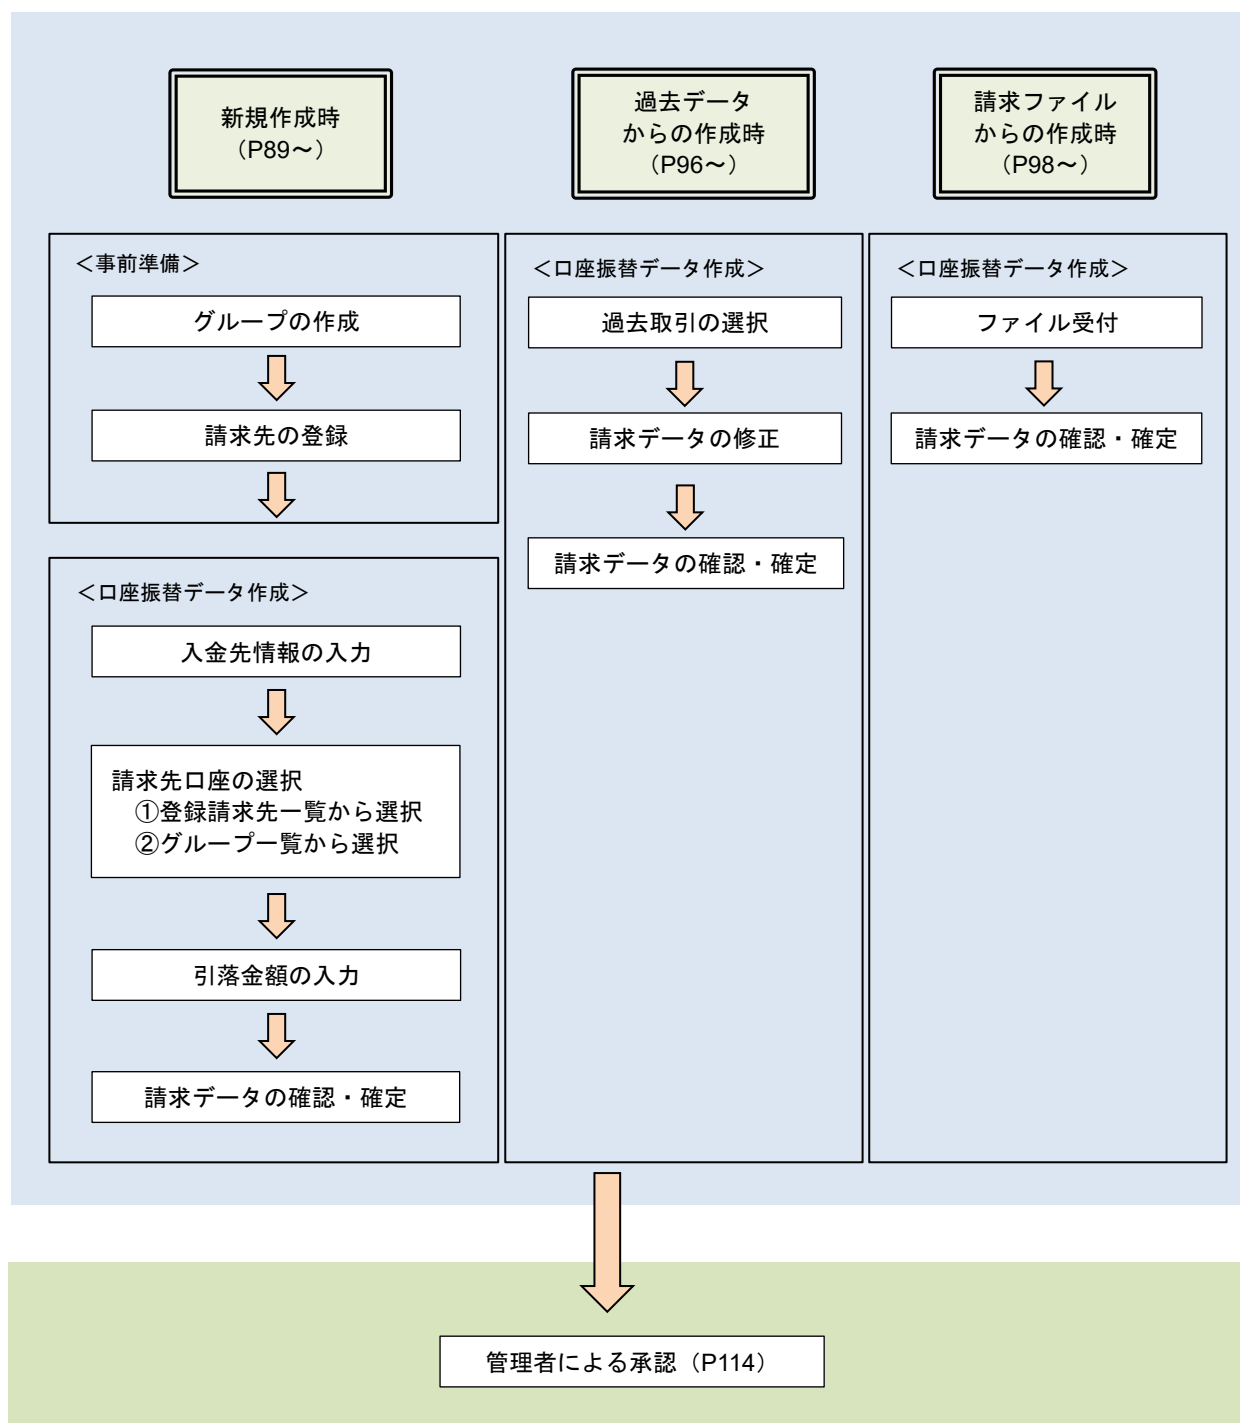 新規作成時
（P89～）
過去データ
からの作成時
（P96～）
請求ファイル
からの作成時
（P98～）
＜事前準備＞
グループの作成
請求先の登録
＜口座振替データ作成＞
入金先情報の入力
請求先口座の選択
①登録請求先一覧から選択
②グループ一覧から選択
引落金額の入力
請求データの確認・確定
＜口座振替データ作成＞
過去取引の選択
請求データの修正
請求データの確認・確定
＜口座振替データ作成＞
ファイル受付
請求データの確認・確定
管理者による承認（P114）